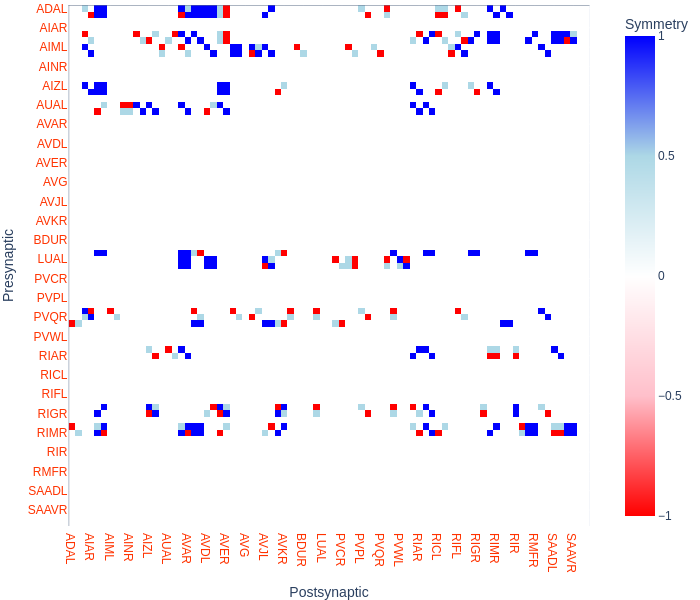 Symmetry
1
0.5
0
−0.5
−1
Presynaptic
ADAL
AIAR
AIML
AINR
AIZL
AUAL
AVAR
AVDL
AVER
AVG
AVJL
AVKR
BDUR
LUAL
PVCR
PVPL
PVQR
PVWL
RIAR
RICL
RIFL
RIGR
RIMR
RIR
RMFR
SAADL
SAAVR
ADAL
AIAR
AIML
AINR
AIZL
AUAL
AVAR
AVDL
AVER
AVG
AVJL
AVKR
BDUR
LUAL
PVCR
PVPL
PVQR
PVWL
RIAR
RICL
RIFL
RIGR
RIMR
RIR
RMFR
SAADL
SAAVR
Postsynaptic